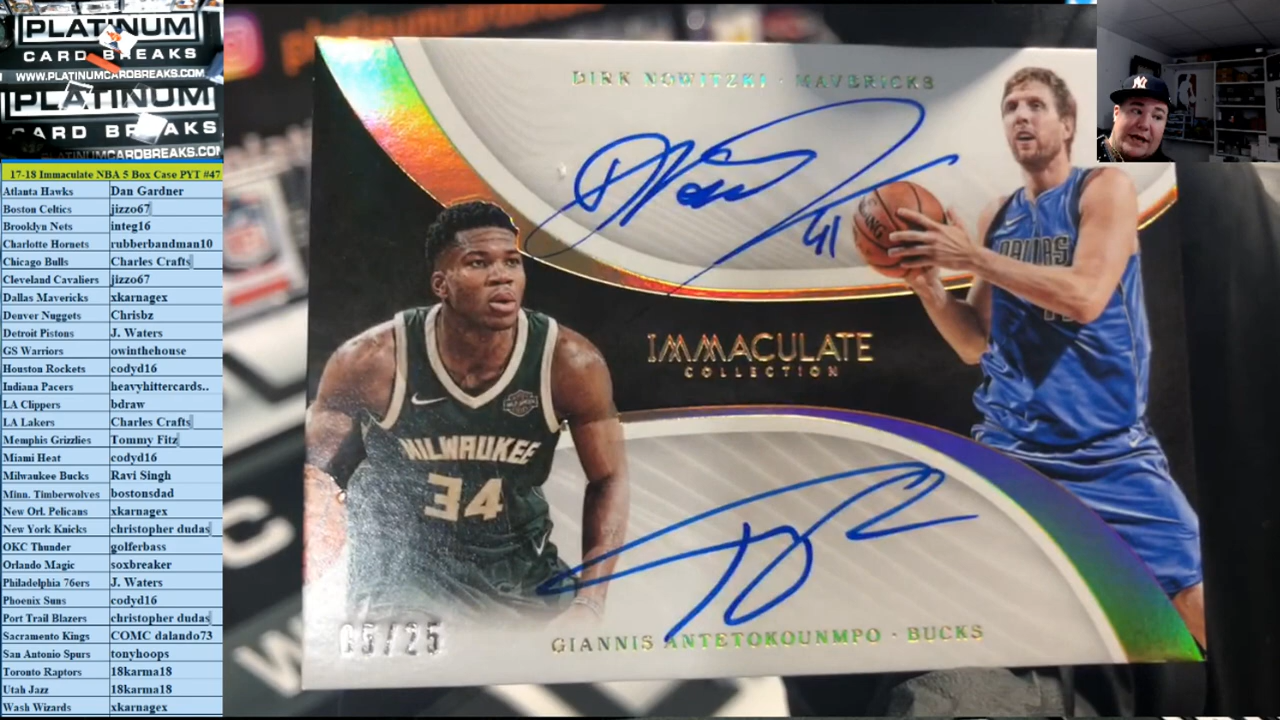 PLATINUM
CARD BREAKS
WWW.PLATINUMCARDBREAKS.COM
PLATINUM
CARD BREAKS
PLATINUMCARDBREAKS.COM
17-18 Immaculate NBA 5 Box Case PYT #47
Atlanta Hawks Dan Gardner
Boston Celtics jizzo67
Brooklyn Nets integ16
Charlotte Hornets rubberbandman10
Chicago Bulls Charles Crafts
Cleveland Cavaliers jizzo67
Dallas Mavericks xkarnagex
Denver Nuggets Chrisbz
Detroit Pistons J. Waters
GS Warriors owinthehouse
Houston Rockets codyd16
Indiana Pacers heavyhittercards..
LA Clippers bdraw
LA Lakers Charles Crafts
Memphis Grizzlies Tommy Fitz
Miami Heat codyd16
Milwaukee Bucks Ravi Singh
Minn. Timberwolves bostonsdad
New Orl. Pelicans xkarnagex
New York Knicks christopher dudas
OKC Thunder golferbass
Orlando Magic soxbreaker
Philadelphia 76ers J. Waters
Phoenix Suns codyd16
Port Trail Blazers christopher dudas
Sacramento Kings COMC dalando73
San Antonio Spurs tonyhoops
Toronto Raptors 18karma18
Utah Jazz 18karma18
Wash Wizards xkarnagex
DIRK NOWITZKI · MAVERICKS
41
DALLAS
IMMACULATE
COLLECTION
MILWAUKEE
34
05/25
GIANNIS ANTETOKOUNMPO · BUCKS